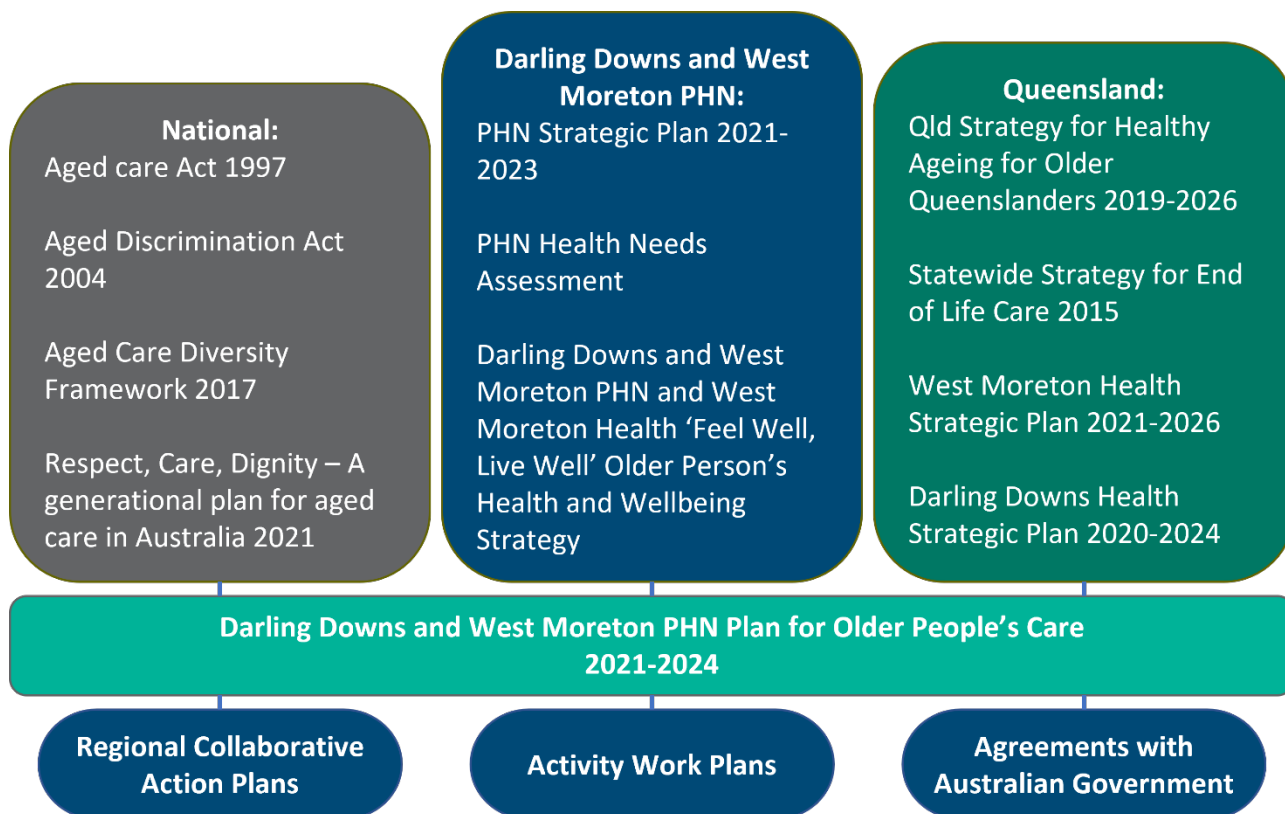 National:
Aged care Act 1997
Aged Discrimination Act
2004
Aged Care Diversity
Framework 2017
Respect, Care, Dignity – A
generational plan for aged
care in Australia 2021
Darling Downs and West
Moreton PHN:
PHN Strategic Plan 2021-
2023
PHN Health Needs
Assessment
Darling Downs and West
Moreton PHN and West
Moreton Health ‘Feel Well,
Live Well’ Older Person’s
Health and Wellbeing
Strategy
Queensland:
Qld Strategy for Healthy
Ageing for Older
Queenslanders 2019-2026
Statewide Strategy for End
of Life Care 2015
West Moreton Health
Strategic Plan 2021-2026
Darling Downs Health
Strategic Plan 2020-2024
Darling Downs and West Moreton PHN Plan for Older People’s Care
2021-2024
Regional Collaborative
Action Plans
Activity Work Plans
Agreements with
Australian Government